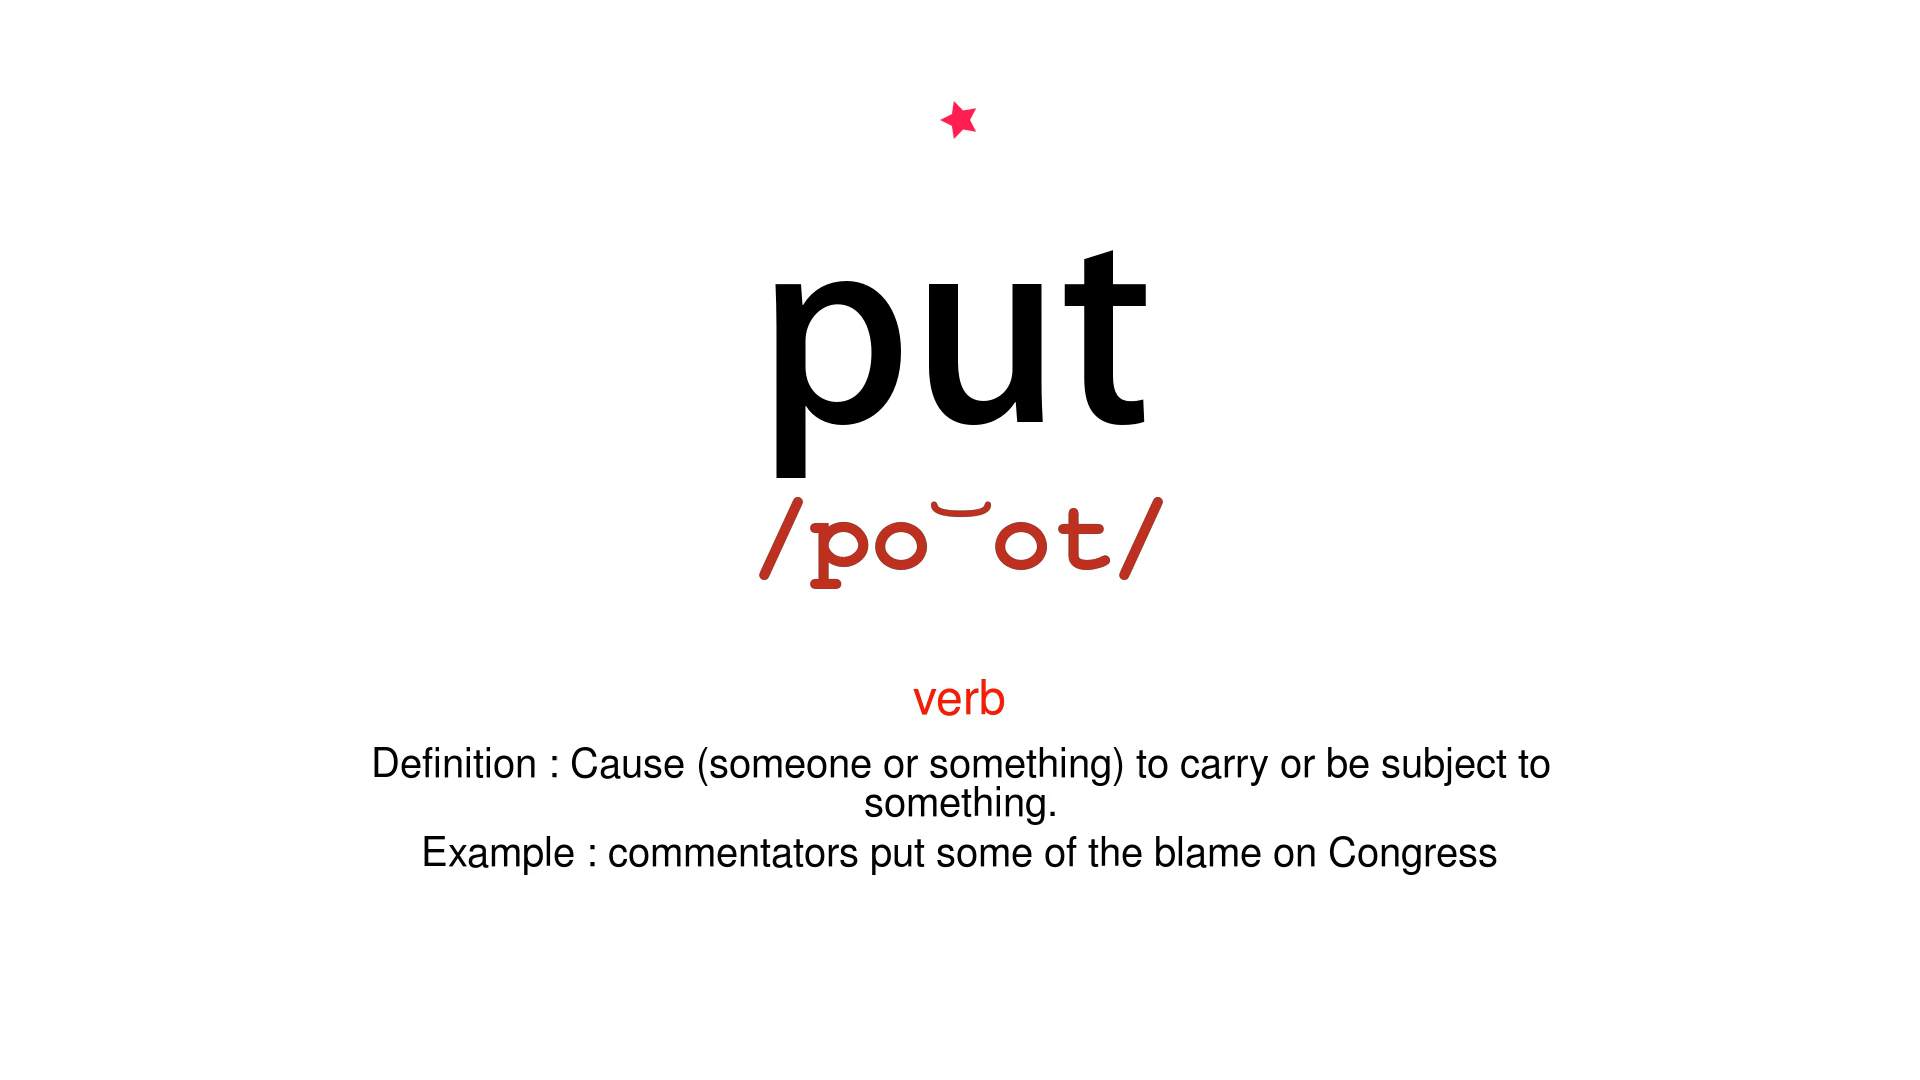 put
/po͝ot/
verb
Definition : Cause (someone or something) to carry or be subject to
something.
Example : commentators put some of the blame on Congress